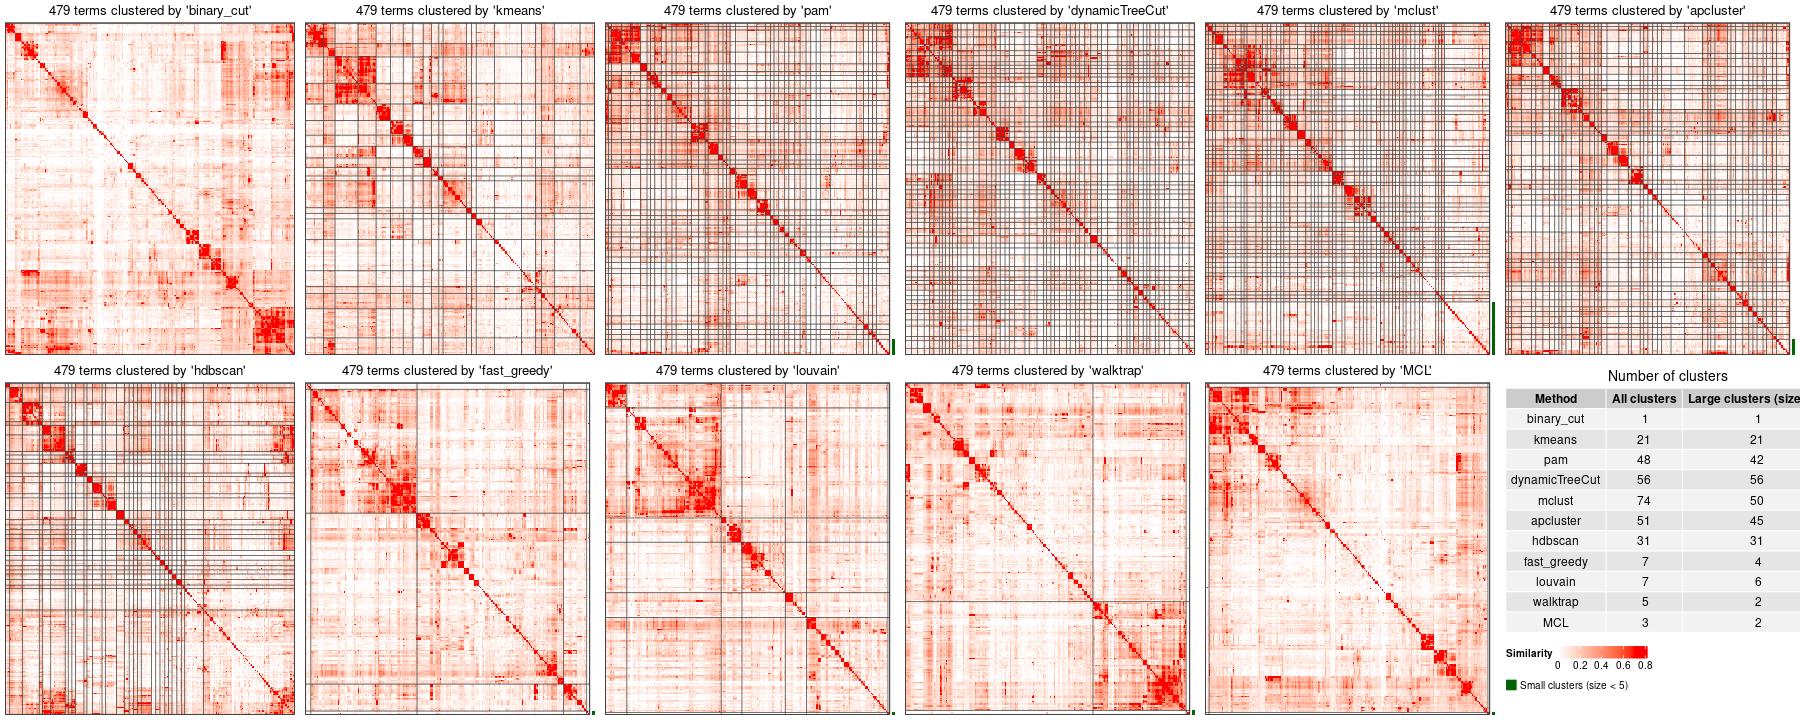 479 terms clustered by 'binary_cut'
479 terms clustered by 'kmeans'
479 terms clustered by 'pam'
479 terms clustered by 'dynamicTreeCut'
479 terms clustered by 'mclust'
479 terms clustered by 'apcluster'
479 terms clustered by 'hdbscan'
479 terms clustered by 'fast_greedy'
479 terms clustered by 'louvain'
479 terms clustered by 'walktrap'
479 terms clustered by 'MCL'
Number of clusters
Method All clusters Large clusters (size
binary_cut 1 1
kmeans 21 21
pam 48 42
dynamicTreeCut 56 56
mclust 74 50
apcluster 51 45
hdbscan 31 31
fast_greedy 7 4
louvain 7 6
walktrap 5 2
MCL 3 2
Similarity
0 0.2 0.4 0.6 0.8
Small clusters (size < 5)